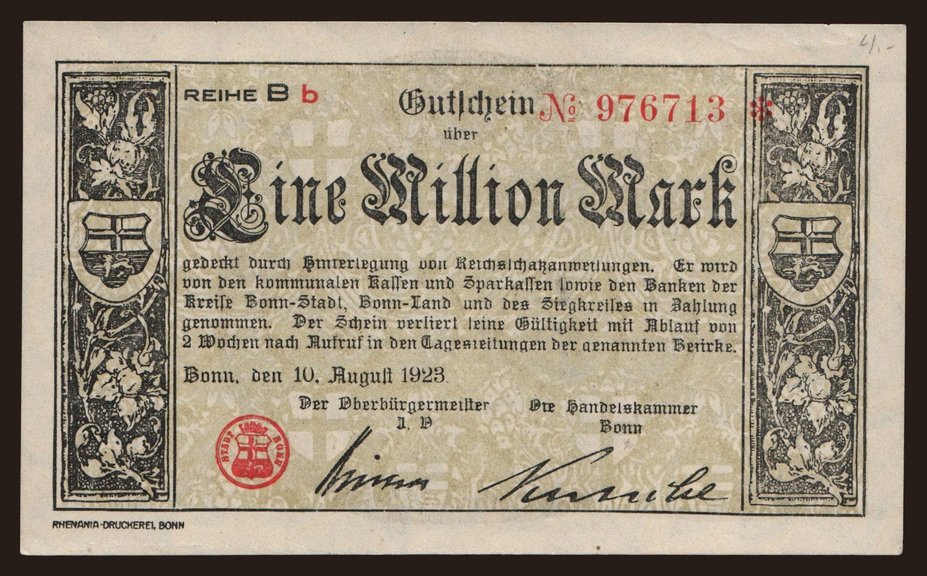 4/.-
REIHE B b
Gutschein № 976713 *
über
Eine Million Mark
gedeckt durch Hinterlegung von Reichsschatzanweisungen. Er wird
von den kommunalen Kassen und Sparkassen sowie den Banken der
Kreise Bonn-Stadt, Bonn-Land und des Siegkreises in Zahlung
genommen. Der Schein verliert seine Gültigkeit mit Ablauf von
2 Wochen nach Aufruf in den Tageszeitungen der genannten Bezirke.
Bonn, den 10. August 1923
Der Oberbürgermeister
I. V
Die Handelskammer
Bonn
STADT BONN
RHENANIA-DRUCKEREI, BONN